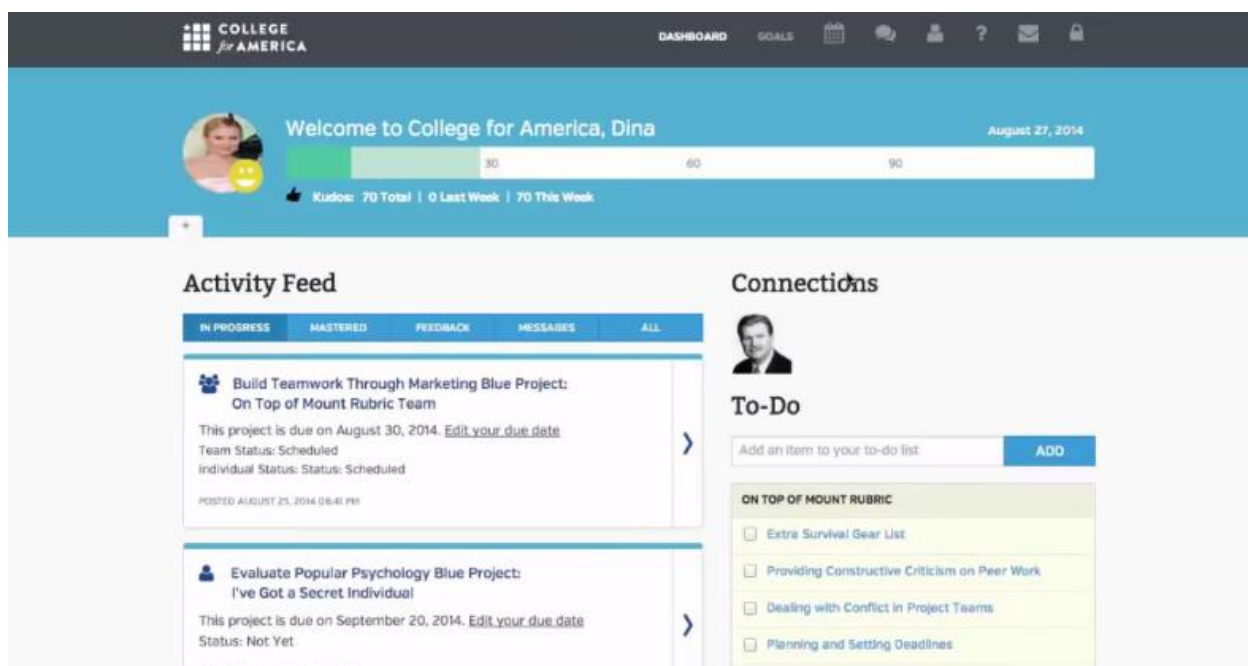 COLLEGE
for AMERICA
DASHBOARD GOALS ?
Welcome to College for America, Dina
August 27, 2014
30 60 90
Kudos: 70 Total | 0 Last Week | 70 This Week
+
Activity Feed
IN PROGRESS MASTERED FEEDBACK MESSAGES ALL
Build Teamwork Through Marketing Blue Project:
On Top of Mount Rubric Team
This project is due on August 30, 2014. Edit your due date
Team Status: Scheduled
Individual Status: Status: Scheduled
POSTED AUGUST 25, 2014 06:41 PM
Evaluate Popular Psychology Blue Project:
I've Got a Secret Individual
This project is due on September 20, 2014. Edit your due date
Status: Not Yet
Connections
To-Do
Add an item to your to-do list
ADD
ON TOP OF MOUNT RUBRIC
Extra Survival Gear List
Providing Constructive Criticism on Peer Work
Dealing with Conflict in Project Teams
Planning and Setting Deadlines